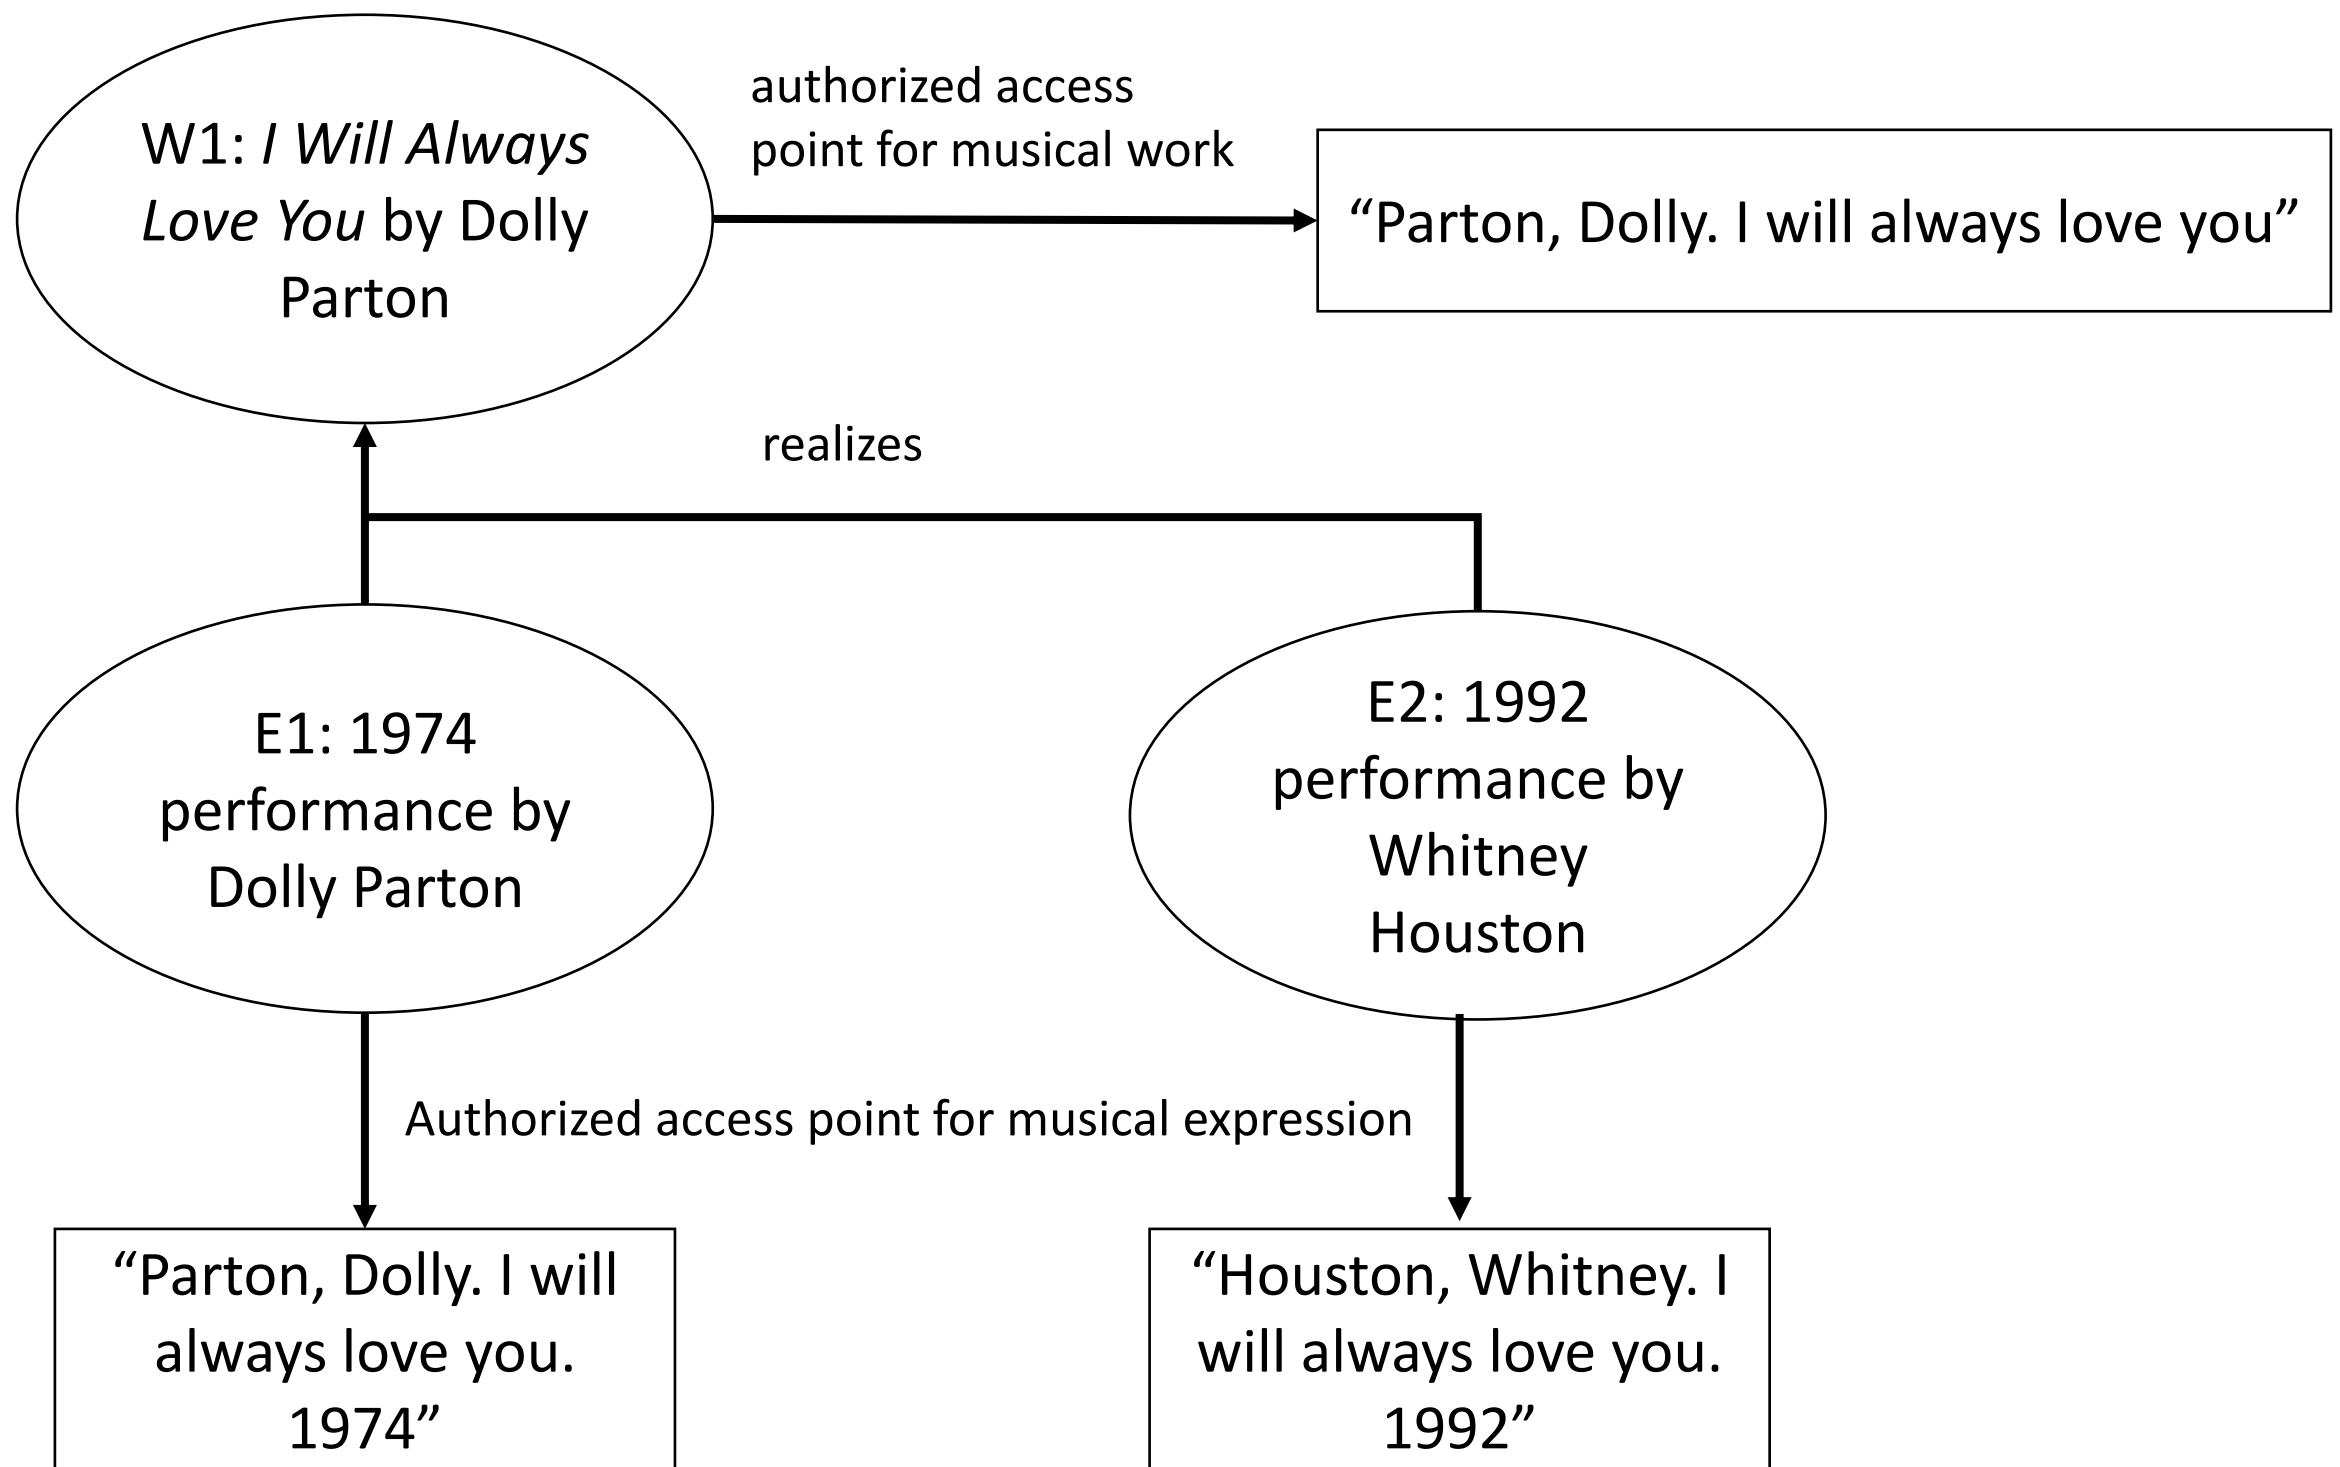 authorized access
point for musical work
W1: I Will Always
Love You by Dolly
Parton
“Parton, Dolly. I will always love you”
realizes
E1: 1974
performance by
Dolly Parton
E2: 1992
performance by
Whitney
Houston
Authorized access point for musical expression
“Parton, Dolly. I will
always love you.
1974”
“Houston, Whitney. I
will always love you.
1992”